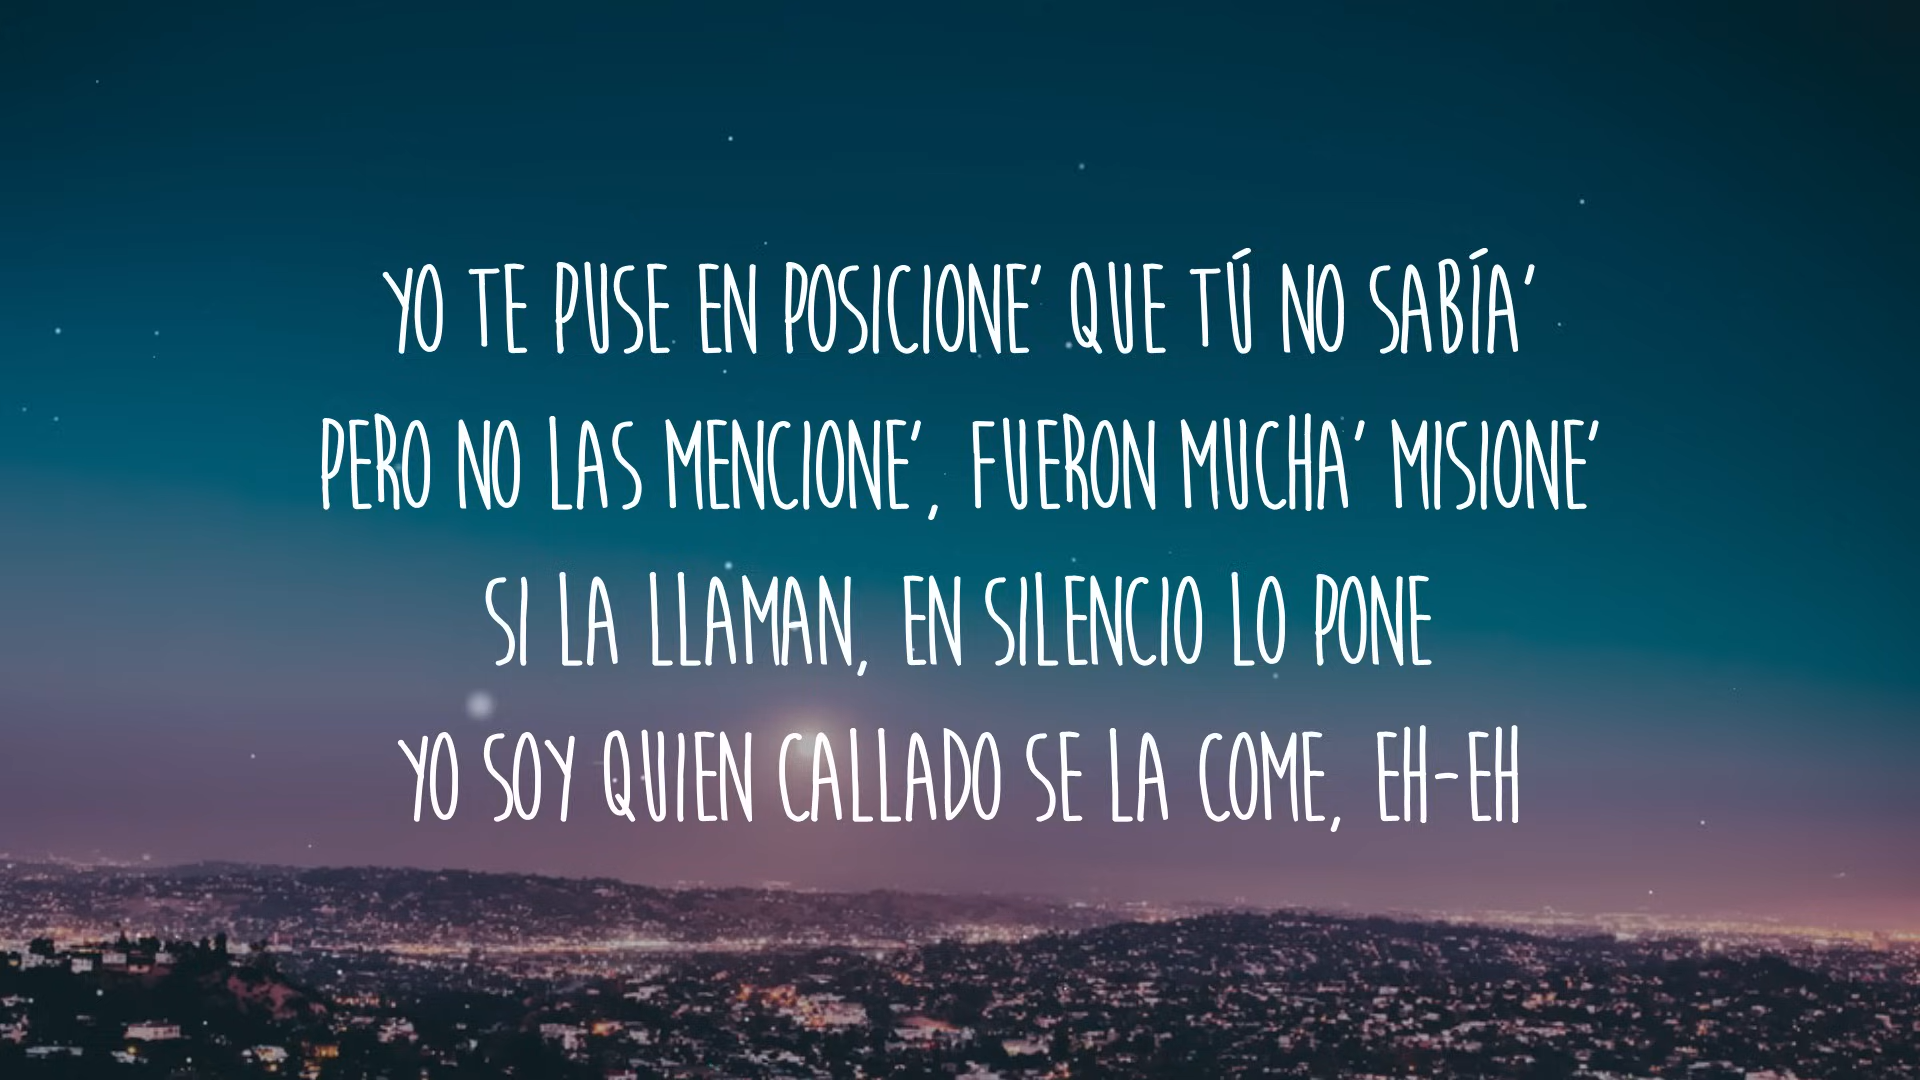 YO TE PUSE EN POSICIONE' QUE TÚ NO SABÍA'
PERO NO LAS MENCIONE', FUERON MUCHA' MISIONE'
SI LA LLAMAN, EN SILENCIO LO PONE
YO SOY QUIEN CALLADO SE LA COME, EH-EH